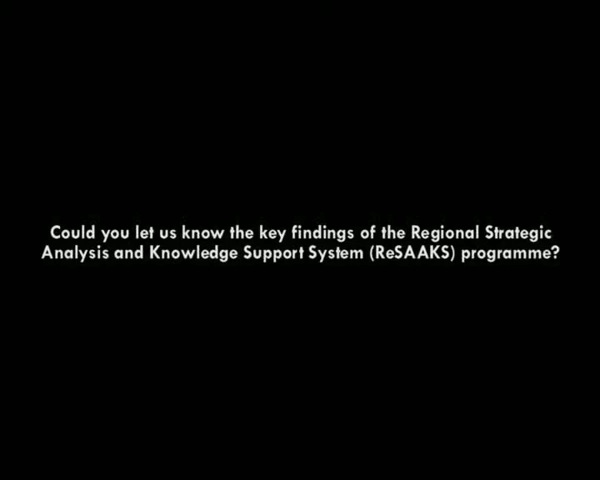 Could you let us know the key findings of the Regional Strategic
Analysis and Knowledge Support System (ReSAAKS) programme?